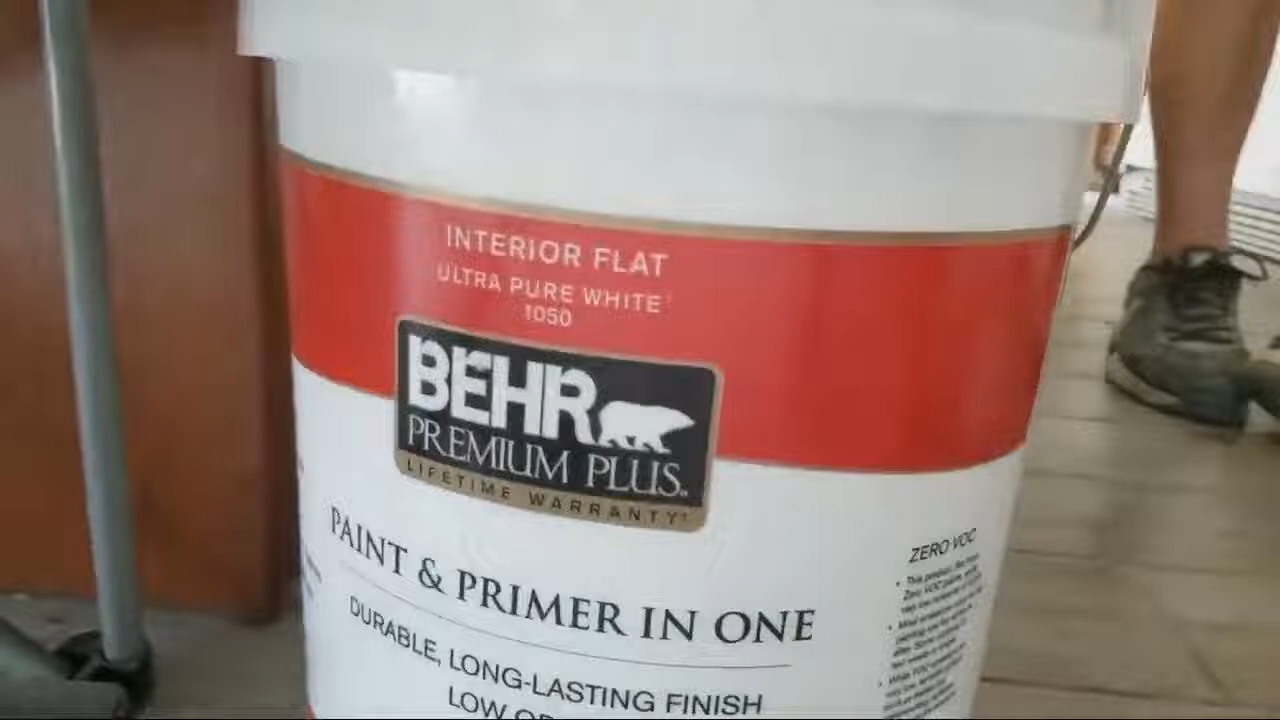 INTERIOR FLAT
ULTRA PURE WHITE
1050
BEHR
PREMIUM PLUS
LIFETIME WARRANTY†
PAINT & PRIMER IN ONE
DURABLE, LONG-LASTING FINISH
LOW
ZERO VOC